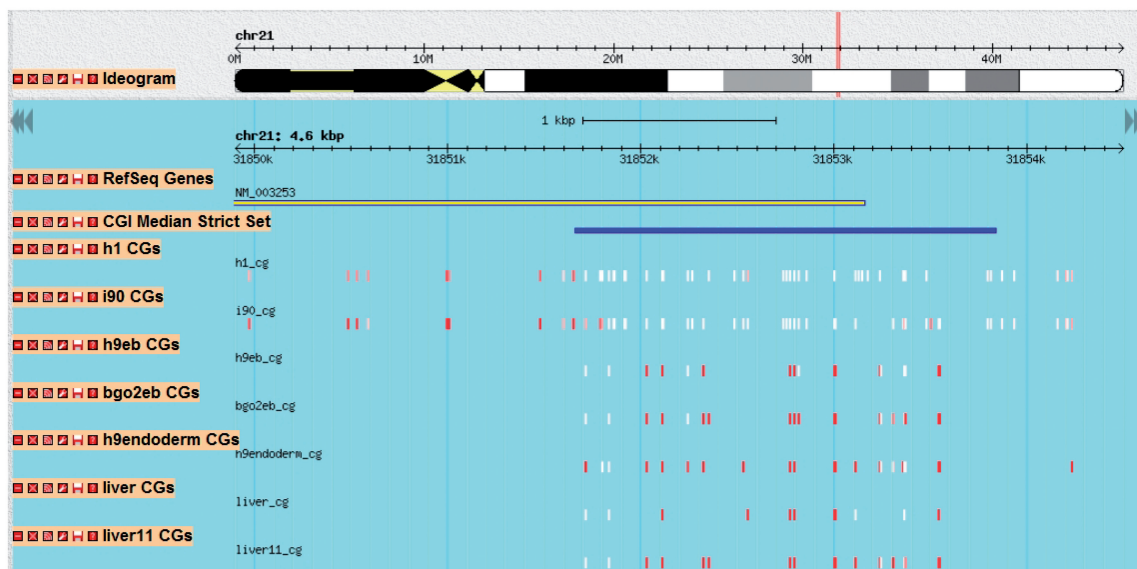 chr21
0M 10M 20M 30M 40M
Ideogram
1 kbp
chr21: 4.6 kbp
31850k 31851k 31852k 31853k 31854k
RefSeq Genes
NM_003253
CGI Median Strict Set
h1 CGs
h1_cg
i90 CGs
i90_cg
h9eb CGs
h9eb_cg
bgo2eb CGs
bgo2eb_cg
h9endoderm CGs
h9endoderm_cg
liver CGs
liver_cg
liver11 CGs
liver11_cg